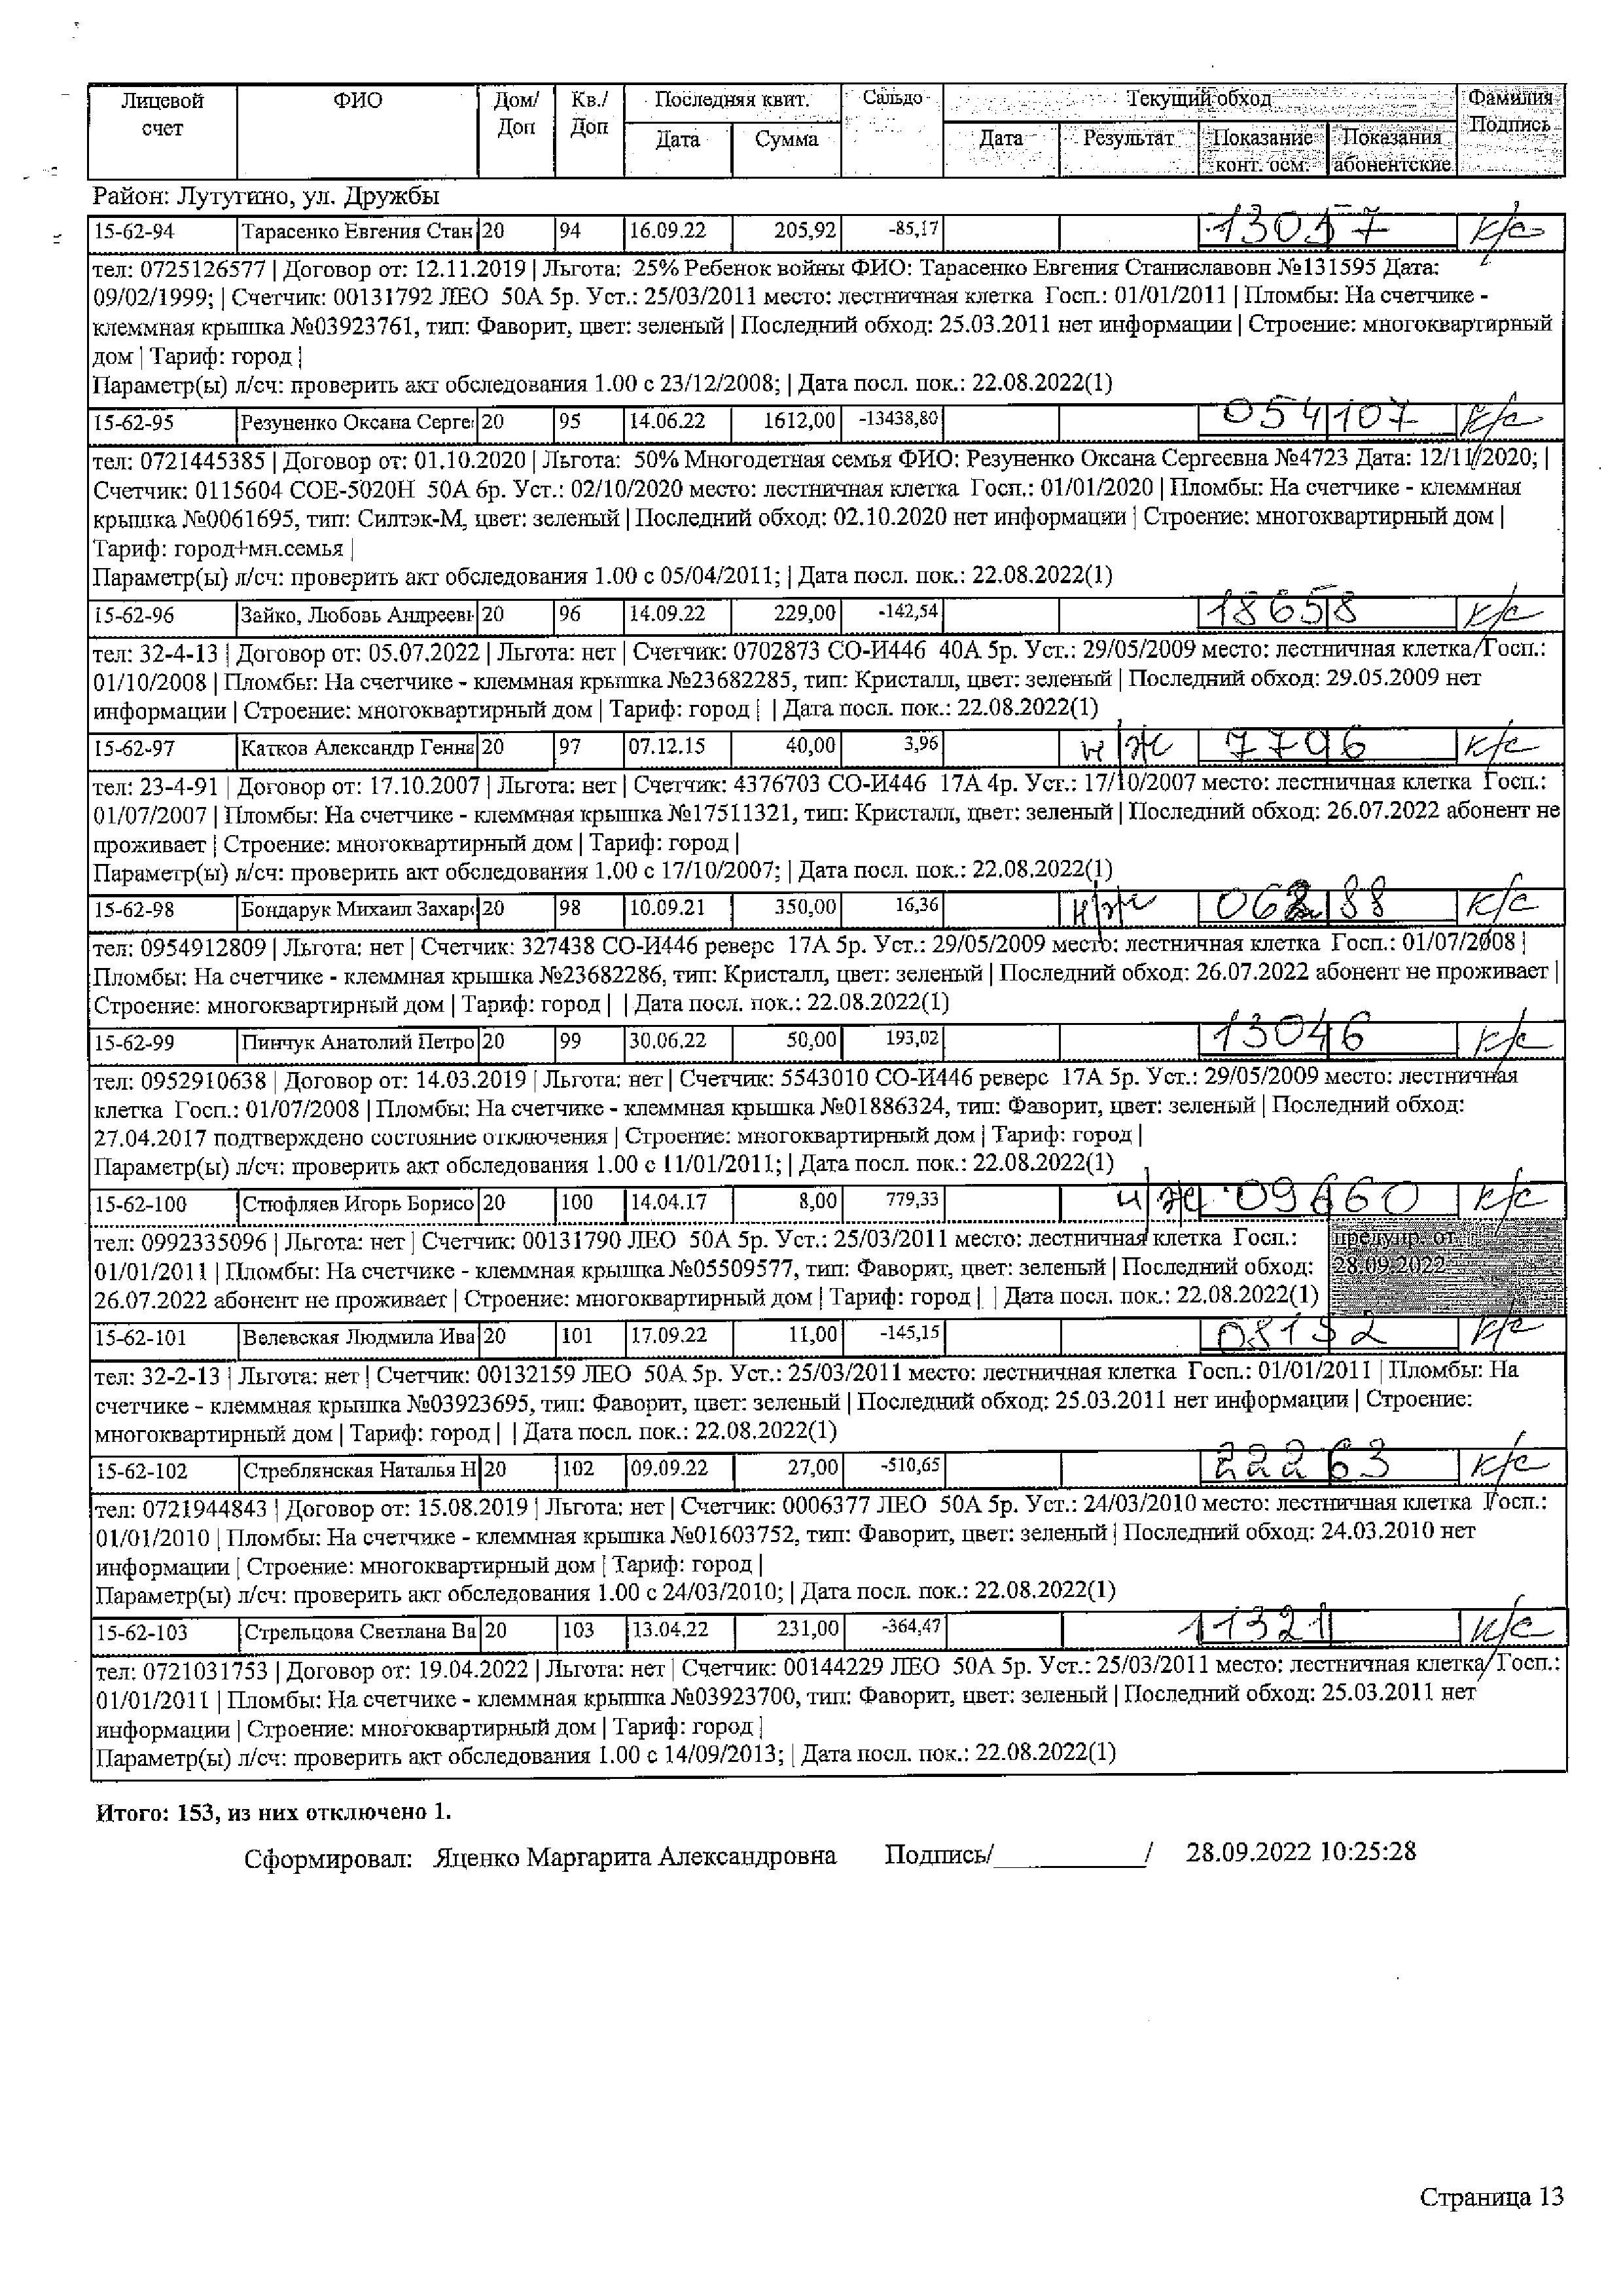 Лицевой счет | ФИО | Дом/ Доп | Кв./ Доп | Последняя квит. | Сальдо | Текущий обход | Фамилия Подпись
Дата | Сумма | Дата | Результат | Показание конт. осм. | Показания абонентские
Район: Лутугино, ул. Дружбы
15-62-94 | Тарасенко Евгения Стан | 20 | 94 | 16.09.22 | 205,92 | -85,17 | к/с
тел: 0725126577 | Договор от: 12.11.2019 | Льгота: 25% Ребенок войны ФИО: Тарасенко Евгения Станиславовн №131595 Дата:
09/02/1999; | Счетчик: 00131792 ЛЕО 50А 5р. Уст.: 25/03/2011 место: лестничная клетка Госп.: 01/01/2011 | Пломбы: На счетчике -
клеммная крышка №03923761, тип: Фаворит, цвет: зеленый | Последний обход: 25.03.2011 нет информации | Строение: многоквартирный
дом | Тариф: город |
Параметр(ы) л/сч: проверить акт обследования 1.00 с 23/12/2008; | Дата посл. пок.: 22.08.2022(1)
15-62-95 | Резуненко Оксана Серге | 20 | 95 | 14.06.22 | 1612,00 | -13438,80 | 054107 | к/с
тел: 0721445385 | Договор от: 01.10.2020 | Льгота: 50% Многодетная семья ФИО: Резуненко Оксана Сергеевна №4723 Дата: 12/11/2020; |
Счетчик: 0115604 СОЕ-5020Н 50А 6р. Уст.: 02/10/2020 место: лестничная клетка Госп.: 01/01/2020 | Пломбы: На счетчике - клеммная
крышка №0061695, тип: Силтэк-М, цвет: зеленый | Последний обход: 02.10.2020 нет информации | Строение: многоквартирный дом |
Тариф: город+мн.семья |
Параметр(ы) л/сч: проверить акт обследования 1.00 с 05/04/2011; | Дата посл. пок.: 22.08.2022(1)
15-62-96 | Зайко, Любовь Андреевн | 20 | 96 | 14.09.22 | 229,00 | -142,54 | 18658 | к/с
тел: 32-4-13 | Договор от: 05.07.2022 | Льгота: нет | Счетчик: 0702873 СО-И446 40А 5р. Уст.: 29/05/2009 место: лестничная клетка Госп.:
01/10/2008 | Пломбы: На счетчике - клеммная крышка №23682285, тип: Кристалл, цвет: зеленый | Последний обход: 29.05.2009 нет
информации | Строение: многоквартирный дом | Тариф: город | | Дата посл. пок.: 22.08.2022(1)
15-62-97 | Катков Александр Генна | 20 | 97 | 07.12.15 | 40,00 | 3,96 | н/ж | 7706 | к/с
тел: 23-4-91 | Договор от: 17.10.2007 | Льгота: нет | Счетчик: 4376703 СО-И446 17А 4р. Уст.: 17/10/2007 место: лестничная клетка Госп.:
01/07/2007 | Пломбы: На счетчике - клеммная крышка №17511321, тип: Кристалл, цвет: зеленый | Последний обход: 26.07.2022 абонент не
проживает | Строение: многоквартирный дом | Тариф: город |
Параметр(ы) л/сч: проверить акт обследования 1.00 с 17/10/2007; | Дата посл. пок.: 22.08.2022(1)
15-62-98 | Бондарук Михаил Захар | 20 | 98 | 10.09.21 | 350,00 | 16,36 | н/ж | к/с
тел: 0954912809 | Льгота: нет | Счетчик: 327438 СО-И446 реверс 17А 5р. Уст.: 29/05/2009 место: лестничная клетка Госп.: 01/07/2008 |
Пломбы: На счетчике - клеммная крышка №23682286, тип: Кристалл, цвет: зеленый | Последний обход: 26.07.2022 абонент не проживает |
Строение: многоквартирный дом | Тариф: город | | Дата посл. пок.: 22.08.2022(1)
15-62-99 | Пинчук Анатолий Петро | 20 | 99 | 30.06.22 | 50,00 | 193,02 | 13046 | к/с
тел: 0952910638 | Договор от: 14.03.2019 | Льгота: нет | Счетчик: 5543010 СО-И446 реверс 17А 5р. Уст.: 29/05/2009 место: лестничная
клетка Госп.: 01/07/2008 | Пломбы: На счетчике - клеммная крышка №01886324, тип: Фаворит, цвет: зеленый | Последний обход:
27.04.2017 подтверждено состояние отключения | Строение: многоквартирный дом | Тариф: город |
Параметр(ы) л/сч: проверить акт обследования 1.00 с 11/01/2011; | Дата посл. пок.: 22.08.2022(1)
15-62-100 | Стюфляев Игорь Борисо | 20 | 100 | 14.04.17 | 8,00 | 779,33 | н/ж | к/с
тел: 0992335096 | Льгота: нет | Счетчик: 00131790 ЛЕО 50А 5р. Уст.: 25/03/2011 место: лестничная клетка Госп.: | предупр. от
01/01/2011 | Пломбы: На счетчике - клеммная крышка №05509577, тип: Фаворит, цвет: зеленый | Последний обход: | 28.09.2022
26.07.2022 абонент не проживает | Строение: многоквартирный дом | Тариф: город | | Дата посл. пок.: 22.08.2022(1)
15-62-101 | Велевская Людмила Ива | 20 | 101 | 17.09.22 | 11,00 | -145,15 | 08132 | к/с
тел: 32-2-13 | Льгота: нет | Счетчик: 00132159 ЛЕО 50А 5р. Уст.: 25/03/2011 место: лестничная клетка Госп.: 01/01/2011 | Пломбы: На
счетчике - клеммная крышка №03923695, тип: Фаворит, цвет: зеленый | Последний обход: 25.03.2011 нет информации | Строение:
многоквартирный дом | Тариф: город | | Дата посл. пок.: 22.08.2022(1)
15-62-102 | Стреблянская Наталья Н | 20 | 102 | 09.09.22 | 27,00 | -510,65 | 22263 | к/с
тел: 0721944843 | Договор от: 15.08.2019 | Льгота: нет | Счетчик: 0006377 ЛЕО 50А 5р. Уст.: 24/03/2010 место: лестничная клетка Госп.:
01/01/2010 | Пломбы: На счетчике - клеммная крышка №01603752, тип: Фаворит, цвет: зеленый | Последний обход: 24.03.2010 нет
информации | Строение: многоквартирный дом | Тариф: город |
Параметр(ы) л/сч: проверить акт обследования 1.00 с 24/03/2010; | Дата посл. пок.: 22.08.2022(1)
15-62-103 | Стрельцова Светлана Ва | 20 | 103 | 13.04.22 | 231,00 | -364,47 | 11321 | к/с
тел: 0721031753 | Договор от: 19.04.2022 | Льгота: нет | Счетчик: 00144229 ЛЕО 50А 5р. Уст.: 25/03/2011 место: лестничная клетка Госп.:
01/01/2011 | Пломбы: На счетчике - клеммная крышка №03923700, тип: Фаворит, цвет: зеленый | Последний обход: 25.03.2011 нет
информации | Строение: многоквартирный дом | Тариф: город |
Параметр(ы) л/сч: проверить акт обследования 1.00 с 14/09/2013; | Дата посл. пок.: 22.08.2022(1)
Итого: 153, из них отключено 1.
Сформировал: Яценко Маргарита Александровна Подпись/____________/ 28.09.2022 10:25:28
Страница 13